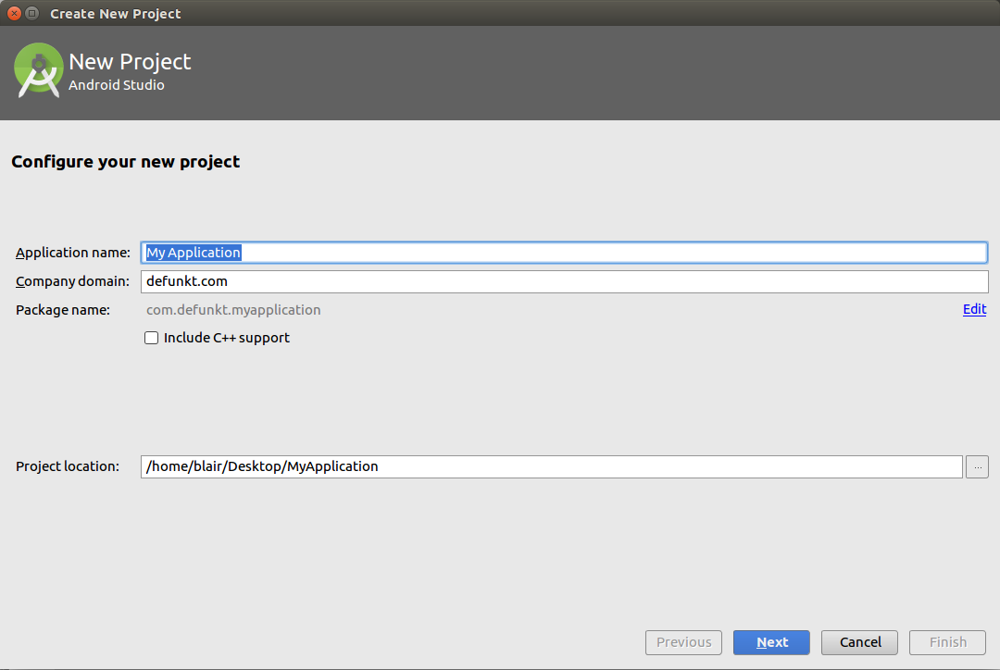 Create New Project
New Project
Android Studio
Configure your new project
Application name: My Application
Company domain: defunkt.com
Package name: com.defunkt.myapplication Edit
Include C++ support
Project location: /home/blair/Desktop/MyApplication ...
Previous Next Cancel Finish